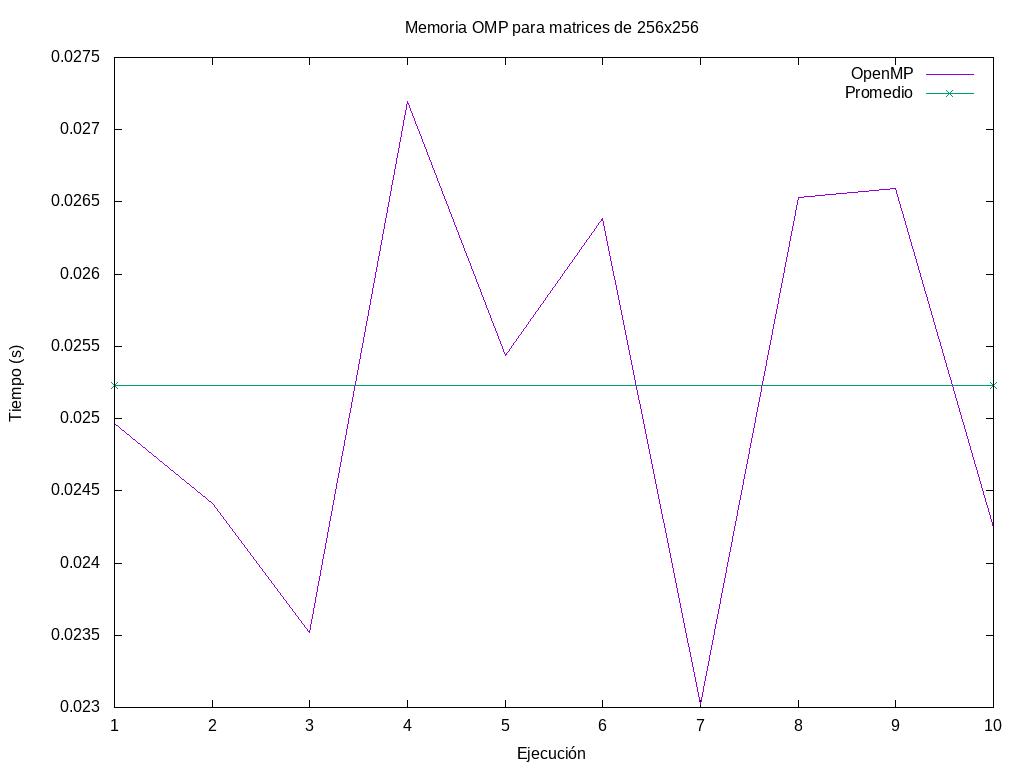 Memoria OMP para matrices de 256x256
0.0275
0.027
0.0265
0.026
0.0255
0.025
0.0245
0.024
0.0235
0.023
Tiempo (s)
OpenMP
Promedio
1 2 3 4 5 6 7 8 9 10
Ejecución